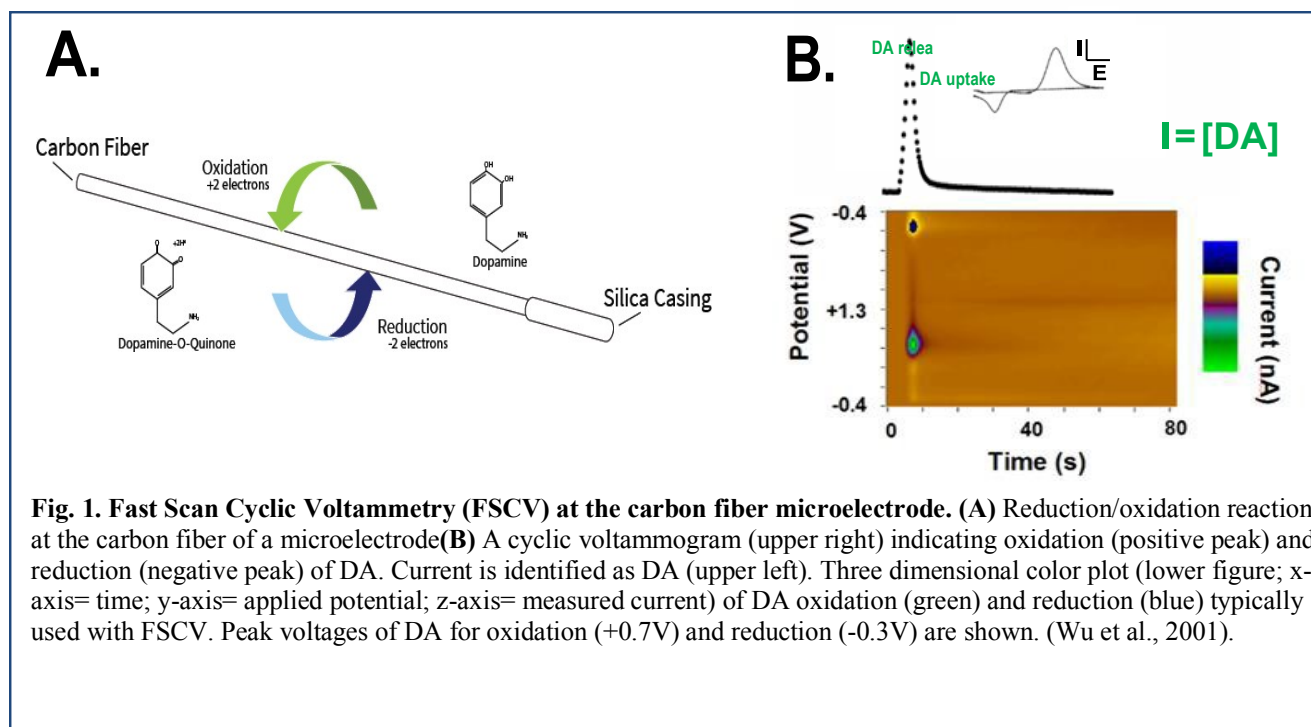 A.
Carbon Fiber
Oxidation
+2 electrons
OH
OH
NH₂
Dopamine
O
+2H⁺
O
NH₂
Dopamine-O-Quinone
Reduction
-2 electrons
Silica Casing
B.
DA relea
DA uptake
I
E
I=[DA]
Potential (V)
-0.4
+1.3
-0.4
0
40
80
Time (s)
Current (nA)
Fig. 1. Fast Scan Cyclic Voltammetry (FSCV) at the carbon fiber microelectrode. (A) Reduction/oxidation reaction
at the carbon fiber of a microelectrode(B) A cyclic voltammogram (upper right) indicating oxidation (positive peak) and
reduction (negative peak) of DA. Current is identified as DA (upper left). Three dimensional color plot (lower figure; x-
axis= time; y-axis= applied potential; z-axis= measured current) of DA oxidation (green) and reduction (blue) typically
used with FSCV. Peak voltages of DA for oxidation (+0.7V) and reduction (-0.3V) are shown. (Wu et al., 2001).